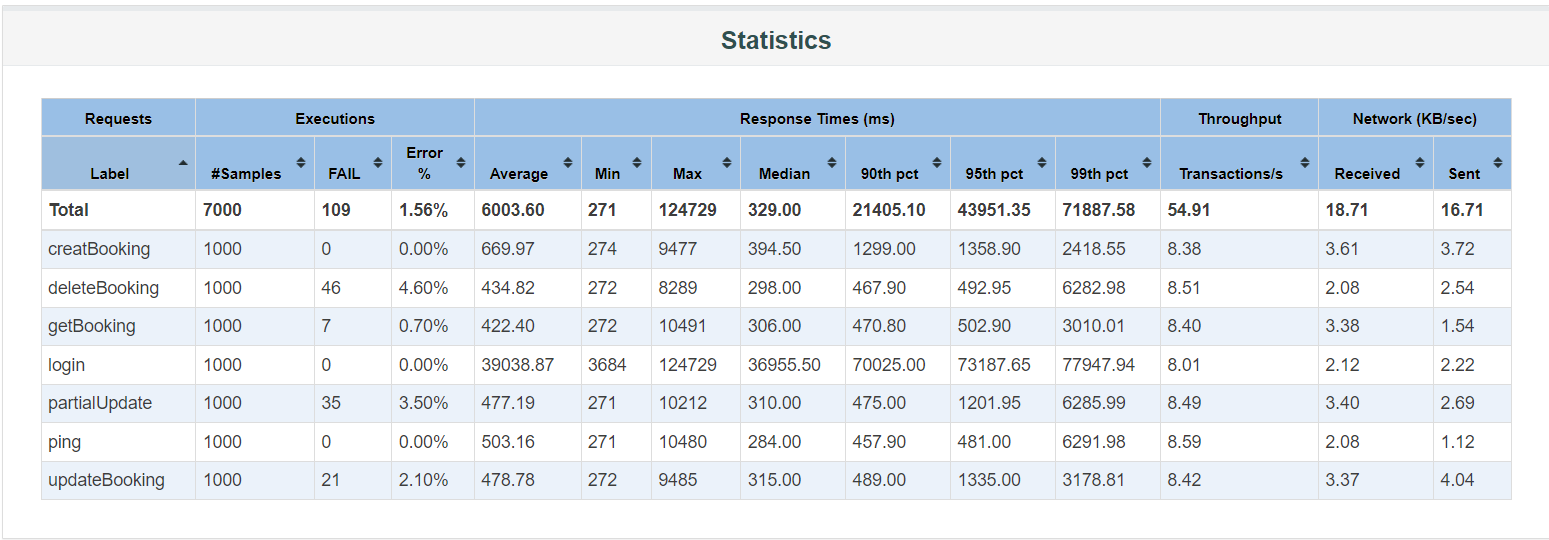 Statistics
Requests Executions Response Times (ms) Throughput Network (KB/sec)
Label #Samples FAIL Error % Average Min Max Median 90th pct 95th pct 99th pct Transactions/s Received Sent
Total 7000 109 1.56% 6003.60 271 124729 329.00 21405.10 43951.35 71887.58 54.91 18.71 16.71
creatBooking 1000 0 0.00% 669.97 274 9477 394.50 1299.00 1358.90 2418.55 8.38 3.61 3.72
deleteBooking 1000 46 4.60% 434.82 272 8289 298.00 467.90 492.95 6282.98 8.51 2.08 2.54
getBooking 1000 7 0.70% 422.40 272 10491 306.00 470.80 502.90 3010.01 8.40 3.38 1.54
login 1000 0 0.00% 39038.87 3684 124729 36955.50 70025.00 73187.65 77947.94 8.01 2.12 2.22
partialUpdate 1000 35 3.50% 477.19 271 10212 310.00 475.00 1201.95 6285.99 8.49 3.40 2.69
ping 1000 0 0.00% 503.16 271 10480 284.00 457.90 481.00 6291.98 8.59 2.08 1.12
updateBooking 1000 21 2.10% 478.78 272 9485 315.00 489.00 1335.00 3178.81 8.42 3.37 4.04